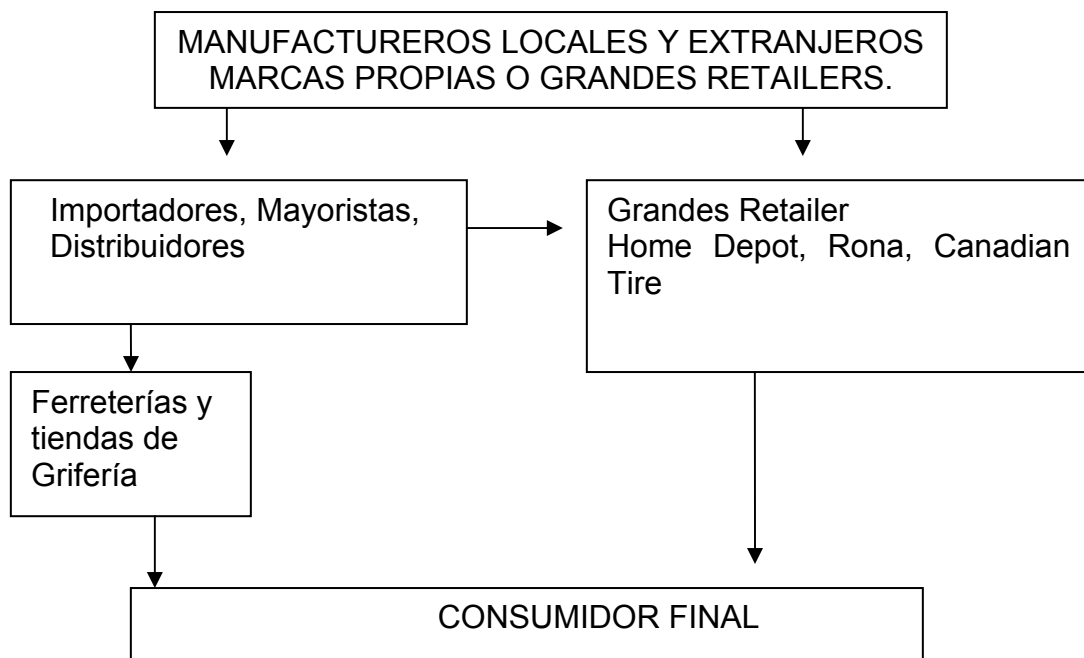 MANUFACTUREROS LOCALES Y EXTRANJEROS
MARCAS PROPIAS O GRANDES RETAILERS.
Importadores, Mayoristas,
Distribuidores
Grandes Retailer
Home Depot, Rona, Canadian
Tire
Ferreterías y
tiendas de
Grifería
CONSUMIDOR FINAL